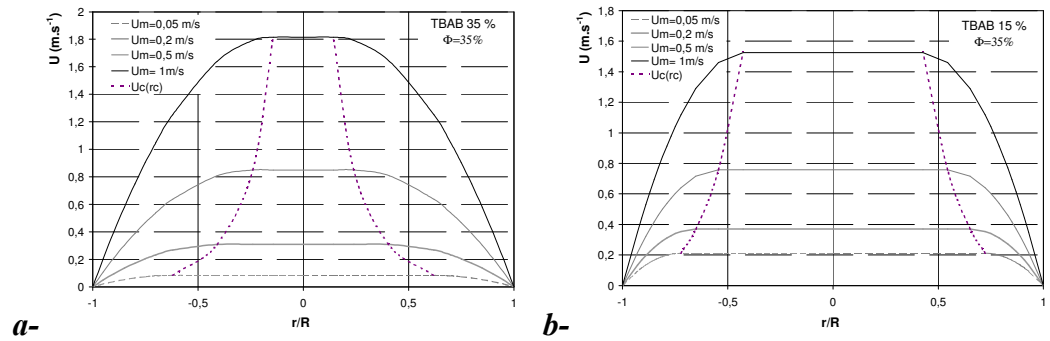 U (m.s⁻¹)
2
1,8
1,6
1,4
1,2
1
0,8
0,6
0,4
0,2
0
-1
-0,5
0
0,5
1
r/R
Um=0,05 m/s
Um=0,2 m/s
Um=0,5 m/s
Um= 1m/s
Uc(rc)
TBAB 35 %
Φ=35%
a-
U (m.s⁻¹)
1,8
1,6
1,4
1,2
1
0,8
0,6
0,4
0,2
0
-1
-0,5
0
0,5
1
r/R
Um=0,05 m/s
Um=0,2 m/s
Um=0,5 m/s
Um= 1m/s
Uc(rc)
TBAB 15 %
Φ=35%
b-